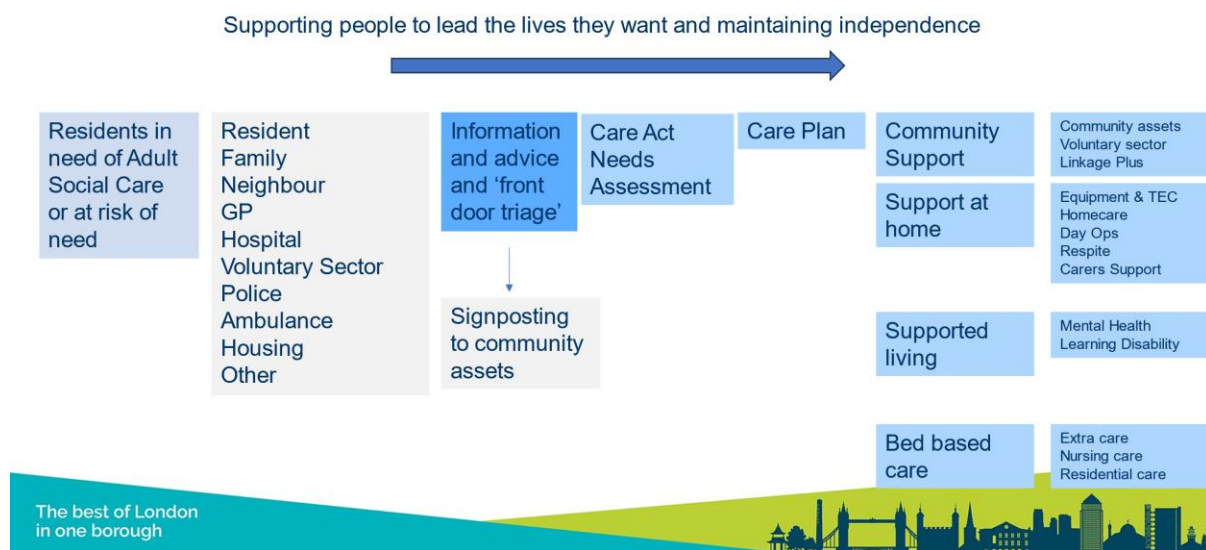 Supporting people to lead the lives they want and maintaining independence
Residents in
need of Adult
Social Care
or at risk of
need
Resident
Family
Neighbour
GP
Hospital
Voluntary Sector
Police
Ambulance
Housing
Other
Information
and advice
and ‘front
door triage’
Signposting
to community
assets
Care Act
Needs
Assessment
Care Plan
Community
Support
Community assets
Voluntary sector
Linkage Plus
Support at
home
Equipment & TEC
Homecare
Day Ops
Respite
Carers Support
Supported
living
Mental Health
Learning Disability
Bed based
care
Extra care
Nursing care
Residential care
The best of London
in one borough